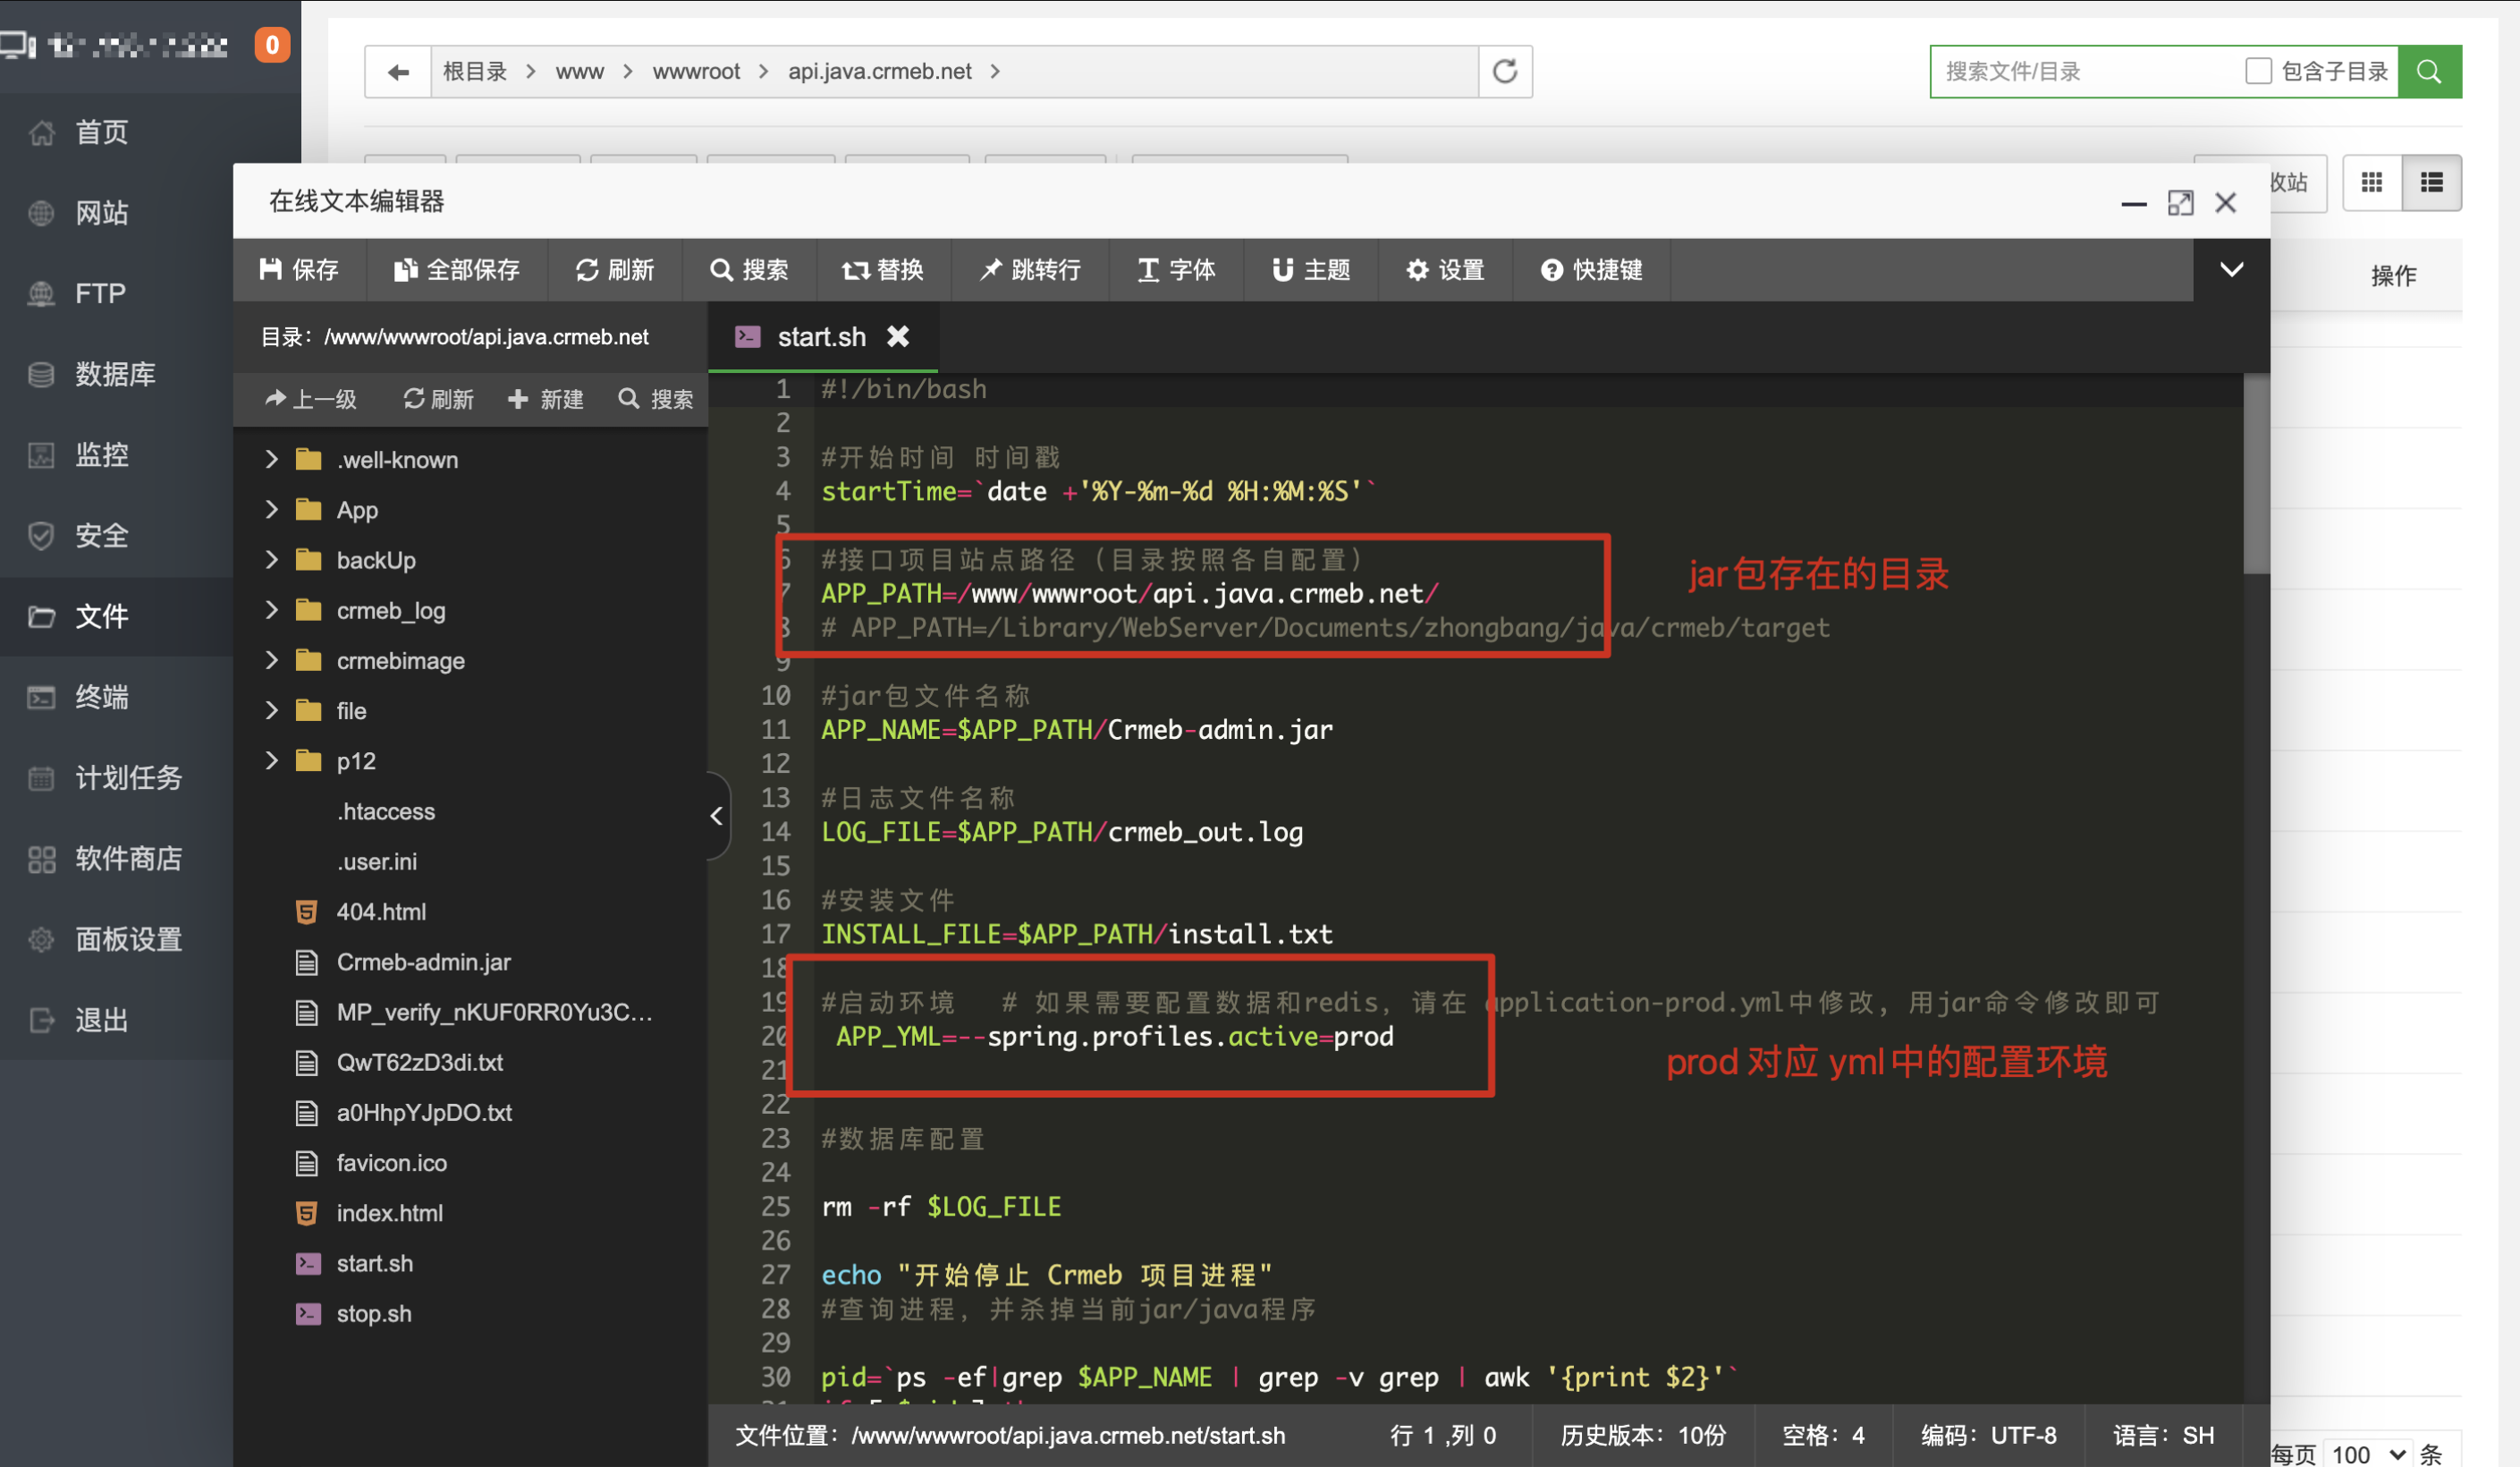 0
首页
网站
FTP
数据库
监控
安全
文件
终端
计划任务
软件商店
面板设置
退出
根目录 > www > wwwroot > api.java.crmeb.net >
搜索文件/目录 包含子目录
收站
操作
在线文本编辑器
保存 全部保存 刷新 搜索 替换 跳转行 字体 主题 设置 快捷键
目录：/www/wwwroot/api.java.crmeb.net
上一级 刷新 新建 搜索
.well-known
App
backUp
crmeb_log
crmebimage
file
p12
.htaccess
.user.ini
404.html
Crmeb-admin.jar
MP_verify_nKUF0RR0Yu3C...
QwT62zD3di.txt
a0HhpYJpDO.txt
favicon.ico
index.html
start.sh
stop.sh
start.sh
1 #!/bin/bash
2
3 #开始时间 时间戳
4 startTime=`date +'%Y-%m-%d %H:%M:%S'`
5
6 #接口项目站点路径（目录按照各自配置）
7 APP_PATH=/www/wwwroot/api.java.crmeb.net/
8 # APP_PATH=/Library/WebServer/Documents/zhongbang/java/crmeb/target
9
10 #jar包文件名称
11 APP_NAME=$APP_PATH/Crmeb-admin.jar
12
13 #日志文件名称
14 LOG_FILE=$APP_PATH/crmeb_out.log
15
16 #安装文件
17 INSTALL_FILE=$APP_PATH/install.txt
18
19 #启动环境 # 如果需要配置数据和redis，请在 application-prod.yml中修改，用jar命令修改即可
20 APP_YML=--spring.profiles.active=prod
21
22
23 #数据库配置
24
25 rm -rf $LOG_FILE
26
27 echo "开始停止 Crmeb 项目进程"
28 #查询进程，并杀掉当前jar/java程序
29
30 pid=`ps -ef|grep $APP_NAME | grep -v grep | awk '{print $2}'`
jar包存在的目录
prod 对应 yml中的配置环境
文件位置：/www/wwwroot/api.java.crmeb.net/start.sh 行 1 ,列 0 历史版本：10份 空格：4 编码：UTF-8 语言：SH
每页 100 条